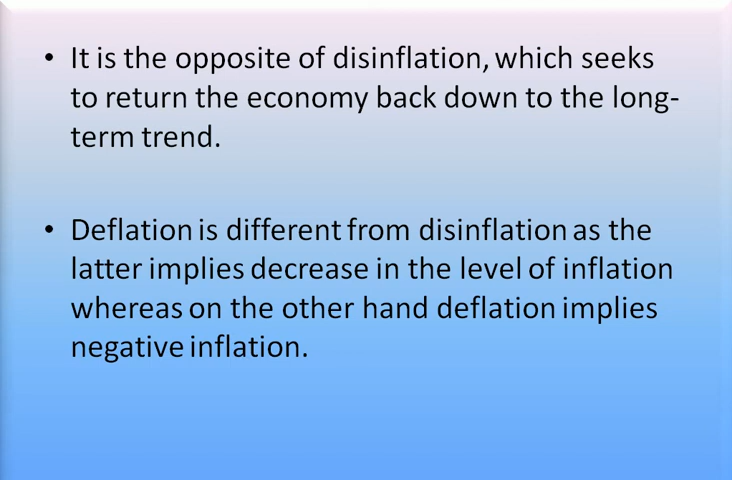 • It is the opposite of disinflation, which seeks
to return the economy back down to the long-
term trend.
• Deflation is different from disinflation as the
latter implies decrease in the level of inflation
whereas on the other hand deflation implies
negative inflation.